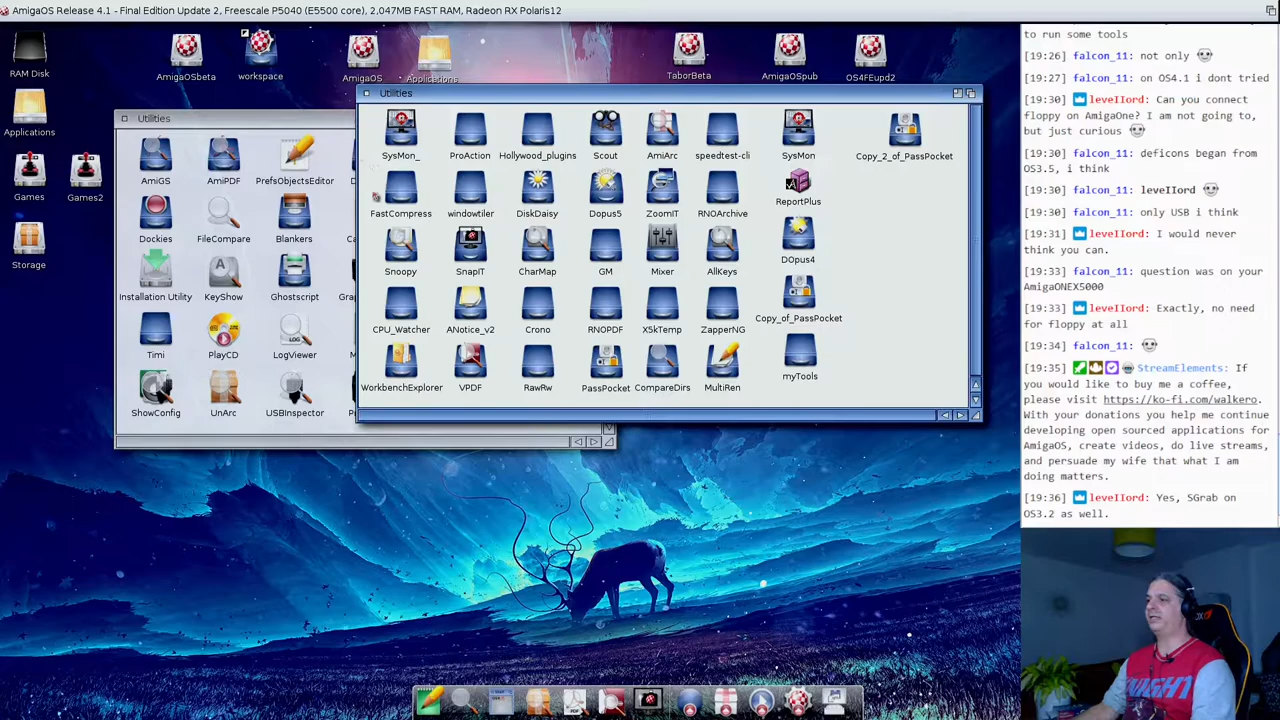 AmigaOS Release 4.1 - Final Edition Update 2, Freescale P5040 (E5500 core), 2,047MB FAST RAM, Radeon RX Polaris12
RAM Disk
AmigaOSbeta
workspace
AmigaOS
Applications
TaborBeta
AmigaOSpub
OS4FEupd2
Applications
Games
Games2
Storage
Utilities
AmiGS
AmiPDF
PrefsObjectsEditor
Dockies
FileCompare
Blankers
Installation Utility
KeyShow
Ghostscript
Timi
PlayCD
LogViewer
ShowConfig
UnArc
USBInspector
Utilities
SysMon_
ProAction
Hollywood_plugins
Scout
AmiArc
speedtest-cli
SysMon
Copy_2_of_PassPocket
FastCompress
windowtiler
DiskDaisy
Dopus5
ZoomIT
RNOArchive
ReportPlus
Snoopy
SnapIT
CharMap
GM
Mixer
AllKeys
DOpus4
CPU_Watcher
ANotice_v2
Crono
RNOPDF
X5kTemp
ZapperNG
Copy_of_PassPocket
WorkbenchExplorer
VPDF
RawRw
PassPocket
CompareDirs
MultiRen
myTools
to run some tools
[19:26] falcon_11: not only
[19:27] falcon_11: on OS4.1 i dont tried
[19:30] leveIIord: Can you connect
floppy on AmigaOne? I am not going to,
but just curious
[19:30] falcon_11: deficons began from
OS3.5, i think
[19:30] falcon_11: leveIIord
[19:30] falcon_11: only USB i think
[19:31] leveIIord: I would never
think you can.
[19:33] falcon_11: question was on your
AmigaONEX5000
[19:33] leveIIord: Exactly, no need
for floppy at all
[19:34] falcon_11:
[19:35] StreamElements: If
you would like to buy me a coffee,
please visit https://ko-fi.com/walkero.
With your donations you help me continue
developing open sourced applications for
AmigaOS, create videos, do live streams,
and persuade my wife that what I am
doing matters.
[19:36] leveIIord: Yes, SGrab on
OS3.2 as well.